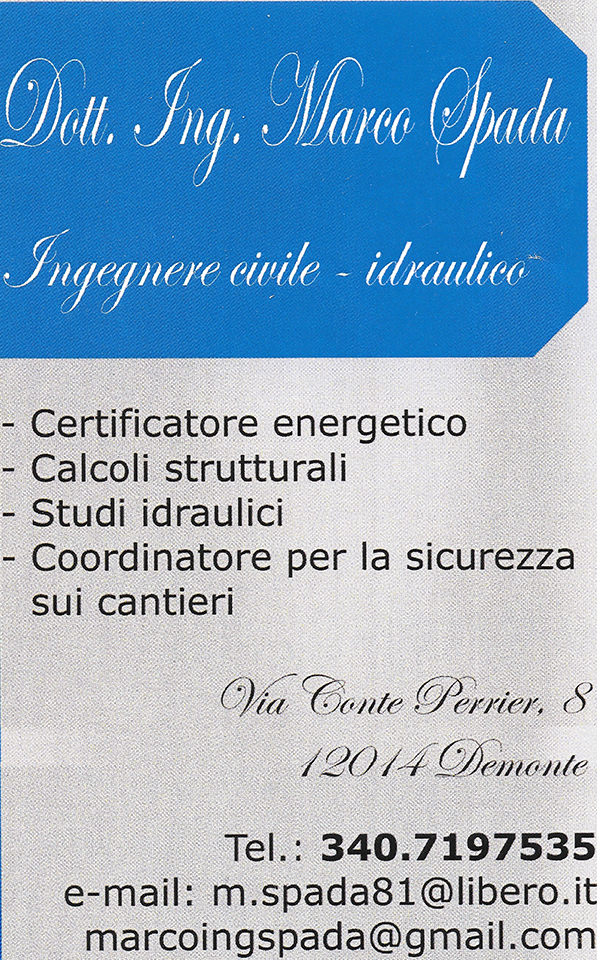 Dott. Ing. Marco Spada
Ingegnere civile - idraulico
- Certificatore energetico
- Calcoli strutturali
- Studi idraulici
- Coordinatore per la sicurezza
sui cantieri
Via Conte Perrier, 8
12014 Demonte
Tel.: 340.7197535
e-mail: m.spada81@libero.it
marcoingspada@gmail.com